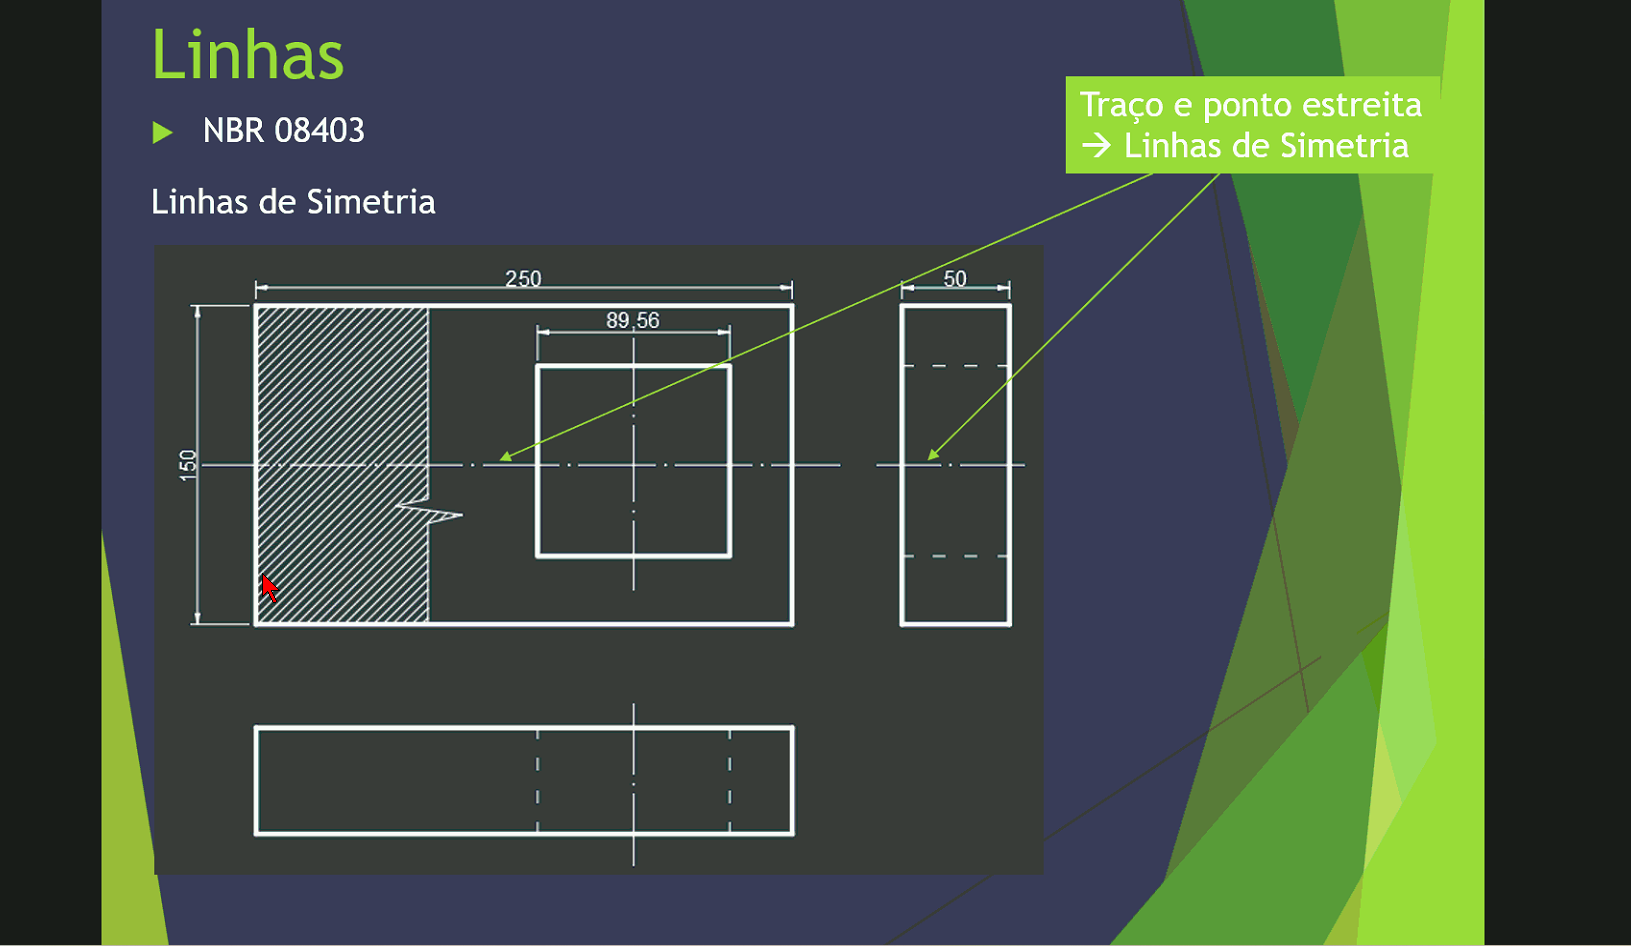 Linhas
NBR 08403
Traço e ponto estreita
→ Linhas de Simetria
Linhas de Simetria
250
50
89,56
150